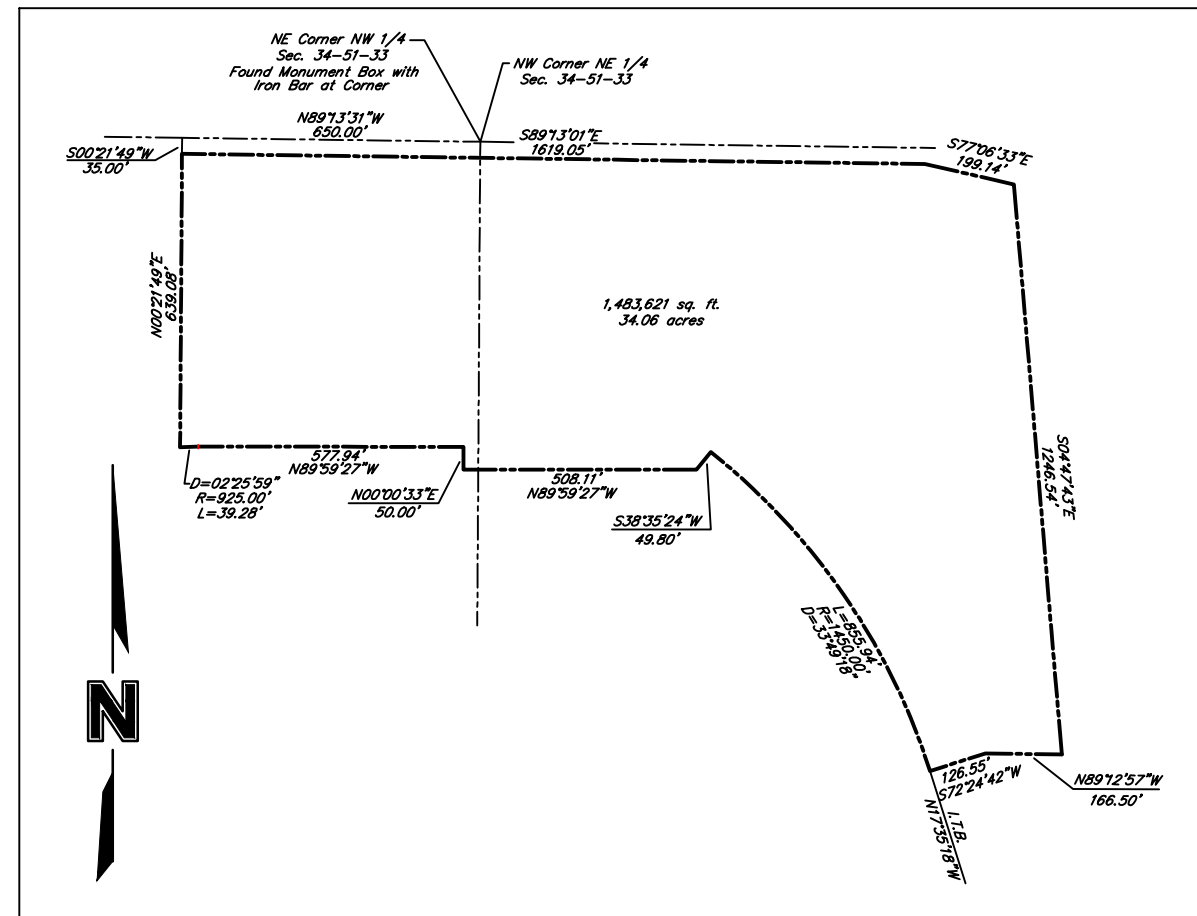 NE Corner NW 1/4
Sec. 34-51-33
Found Monument Box with
Iron Bar at Corner
NW Corner NE 1/4
Sec. 34-51-33
N89°13'31"W
650.00'
S89°13'01"E
1619.05'
S77°06'33"E
199.14'
S00°21'49"W
35.00'
N00°21'49"E
639.08'
1,483,621 sq. ft.
34.06 acres
S04°47'43"E
1246.54'
577.94'
N89°59'27"W
D=02°25'59"
R=925.00'
L=39.28'
N00°00'33"E
50.00'
508.11'
N89°59'27"W
S38°35'24"W
49.80'
L=855.94'
R=1450.00'
D=33°49'18"
N
126.55'
S72°24'42"W
N89°12'57"W
166.50'
I.T.B.
N17°35'18"W